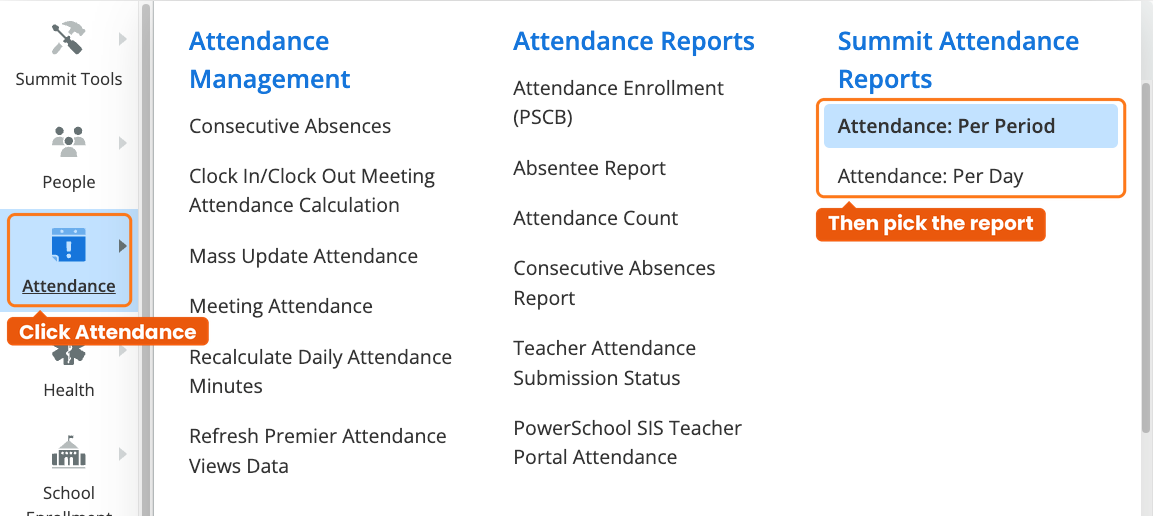 Summit Tools
People
Attendance
Click Attendance
Health
School
Attendance
Management
Consecutive Absences
Clock In/Clock Out Meeting
Attendance Calculation
Mass Update Attendance
Meeting Attendance
Recalculate Daily Attendance
Minutes
Refresh Premier Attendance
Views Data
Attendance Reports
Attendance Enrollment
(PSCB)
Absentee Report
Attendance Count
Consecutive Absences
Report
Teacher Attendance
Submission Status
PowerSchool SIS Teacher
Portal Attendance
Summit Attendance
Reports
Attendance: Per Period
Attendance: Per Day
Then pick the report